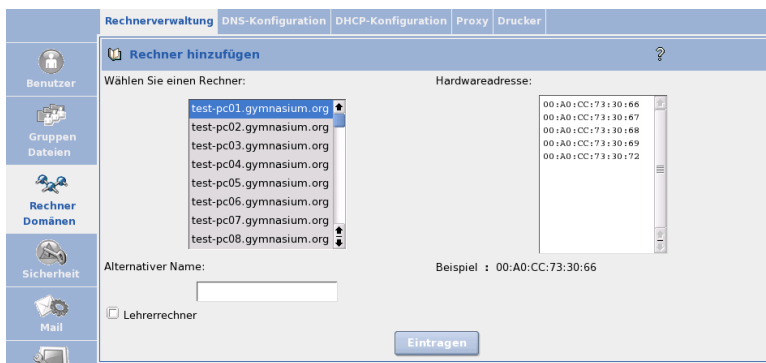 Rechnerverwaltung DNS-Konfiguration DHCP-Konfiguration Proxy Drucker
Benutzer
Gruppen
Dateien
Rechner
Domänen
Sicherheit
Mail
Rechner hinzufügen ?
Wählen Sie einen Rechner:
test-pc01.gymnasium.org
test-pc02.gymnasium.org
test-pc03.gymnasium.org
test-pc04.gymnasium.org
test-pc05.gymnasium.org
test-pc06.gymnasium.org
test-pc07.gymnasium.org
test-pc08.gymnasium.org
Hardwareadresse:
00:A0:CC:73:30:66
00:A0:CC:73:30:67
00:A0:CC:73:30:68
00:A0:CC:73:30:69
00:A0:CC:73:30:72
Alternativer Name:
Beispiel : 00:A0:CC:73:30:66
Lehrerrechner
Eintragen